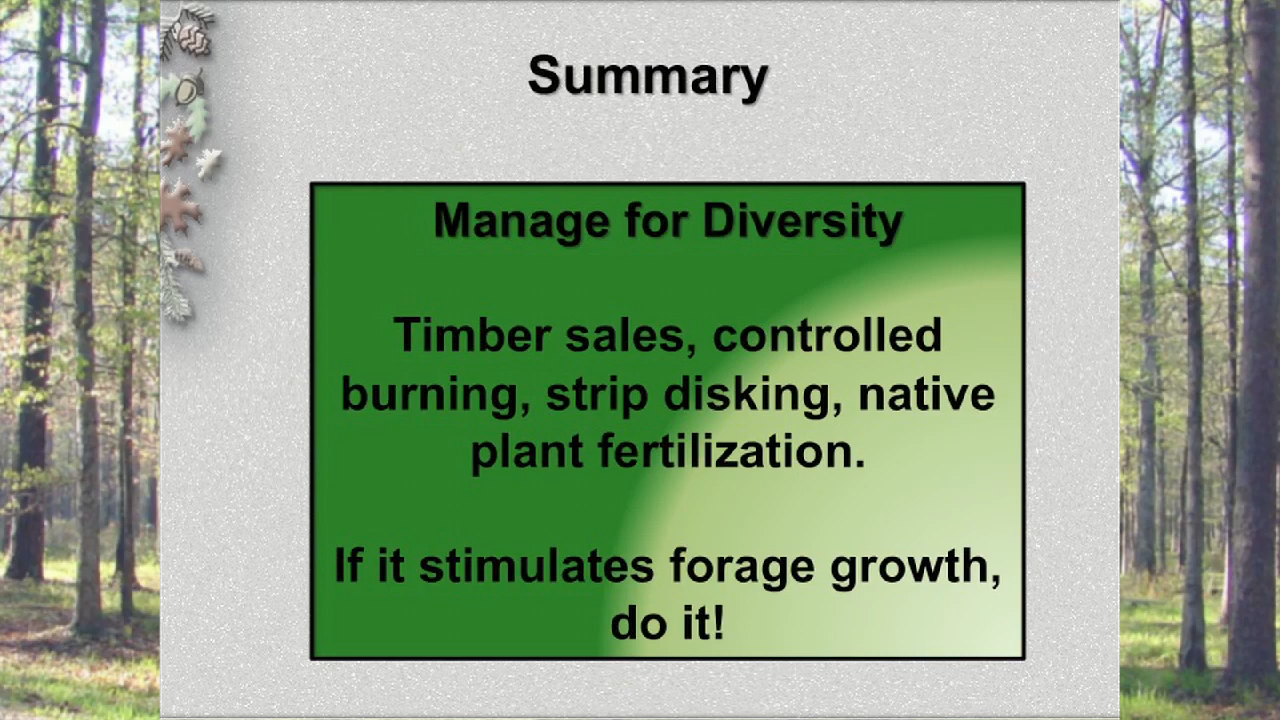 Summary
Manage for Diversity
Timber sales, controlled
burning, strip disking, native
plant fertilization.
If it stimulates forage growth,
do it!